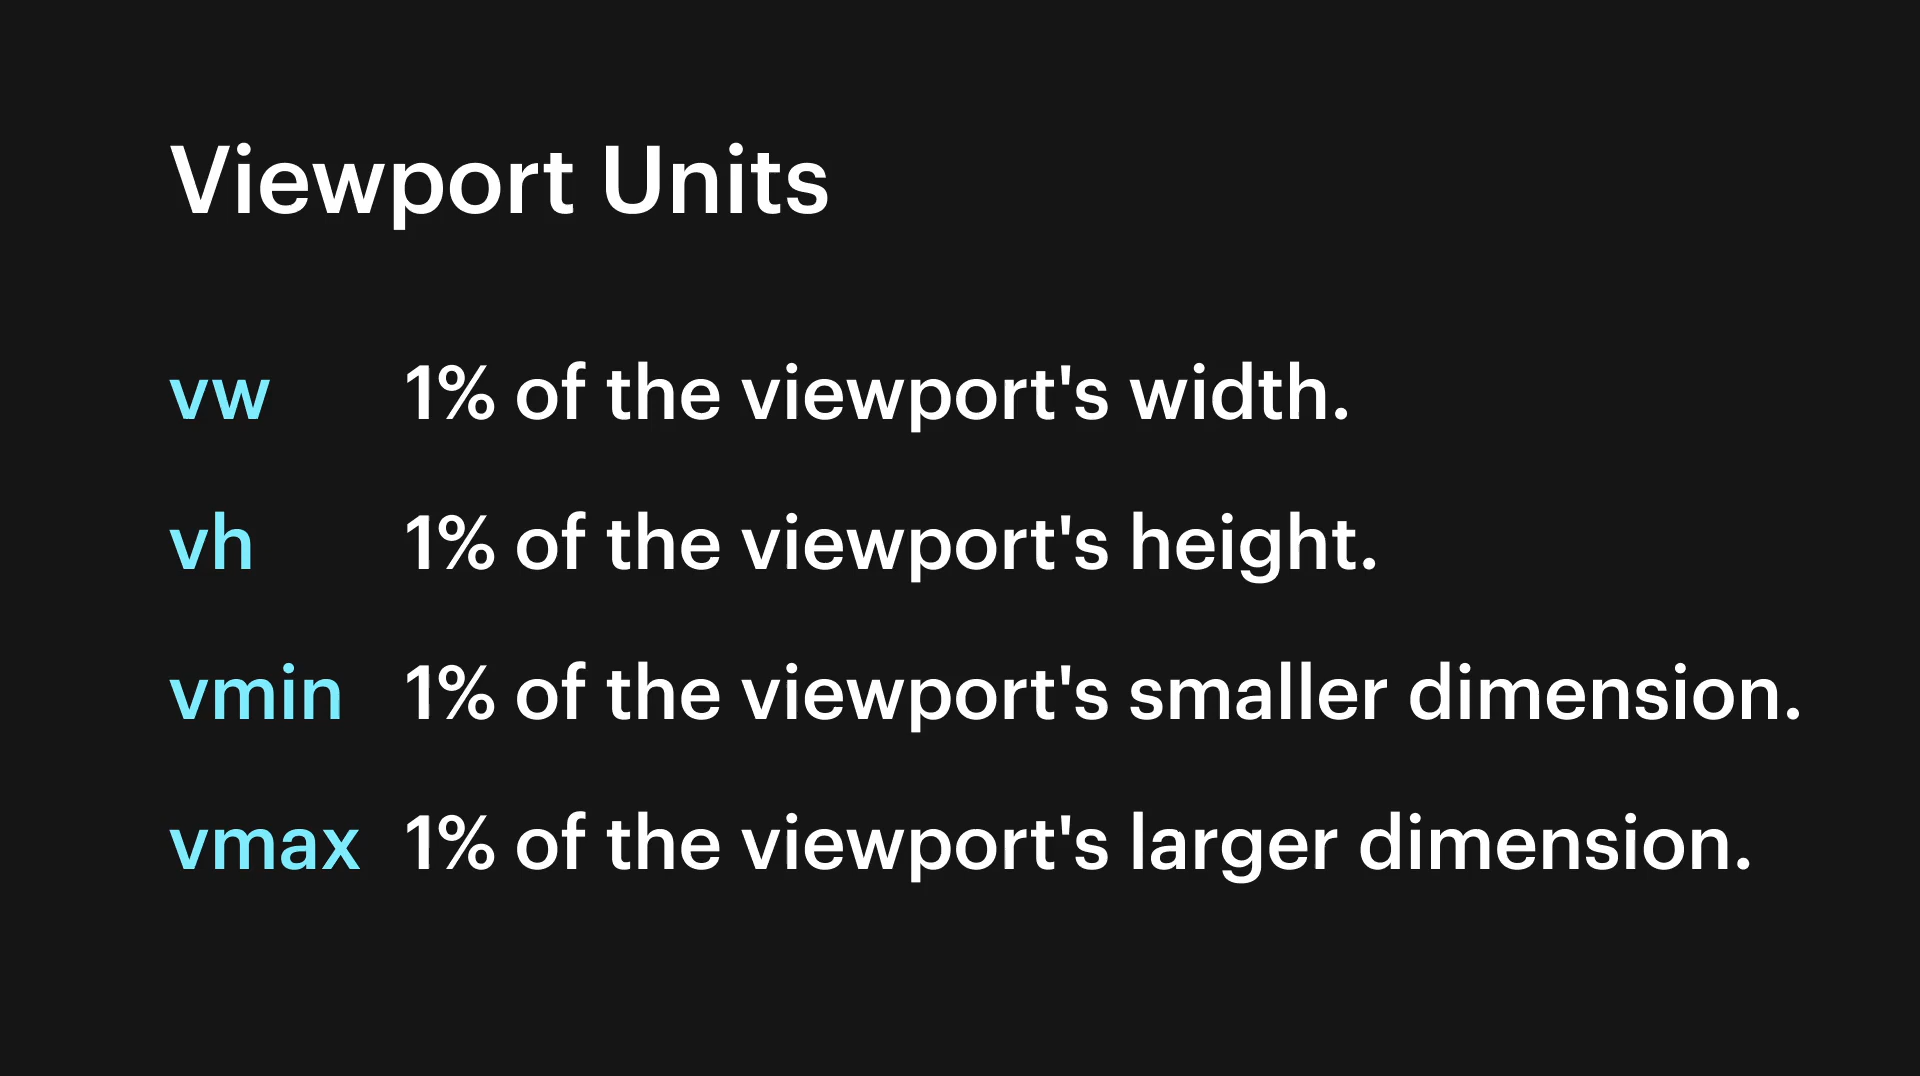 Viewport Units
vw 1% of the viewport's width.
vh 1% of the viewport's height.
vmin 1% of the viewport's smaller dimension.
vmax 1% of the viewport's larger dimension.